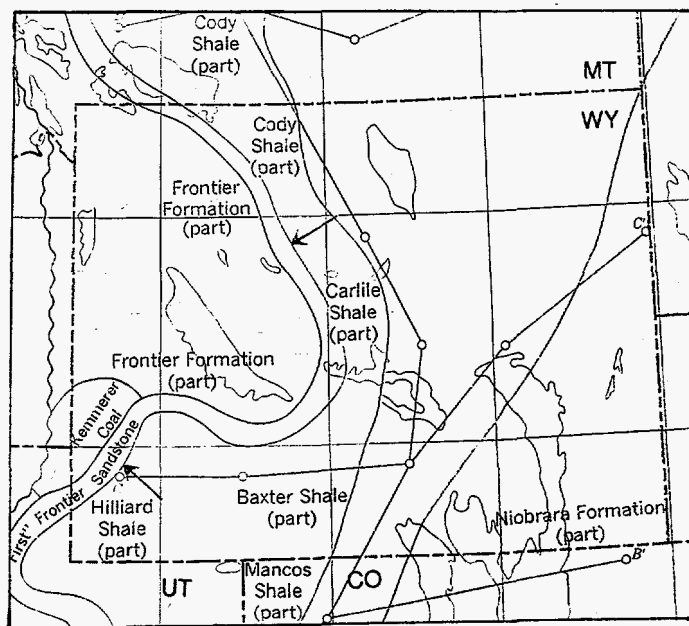 Cody
Shale
(part)
MT
WY
Cody
Shale
(part)
Frontier
Formation
(part)
C'
Carlile
Shale
(part)
Frontier Formation
(part)
Kemmerer
Coal
"First" Frontier Sandstone
Hilliard
Shale
(part)
Baxter Shale
(part)
Niobrara Formation
(part)
Mancos
Shale
(part)
UT
CO
B'